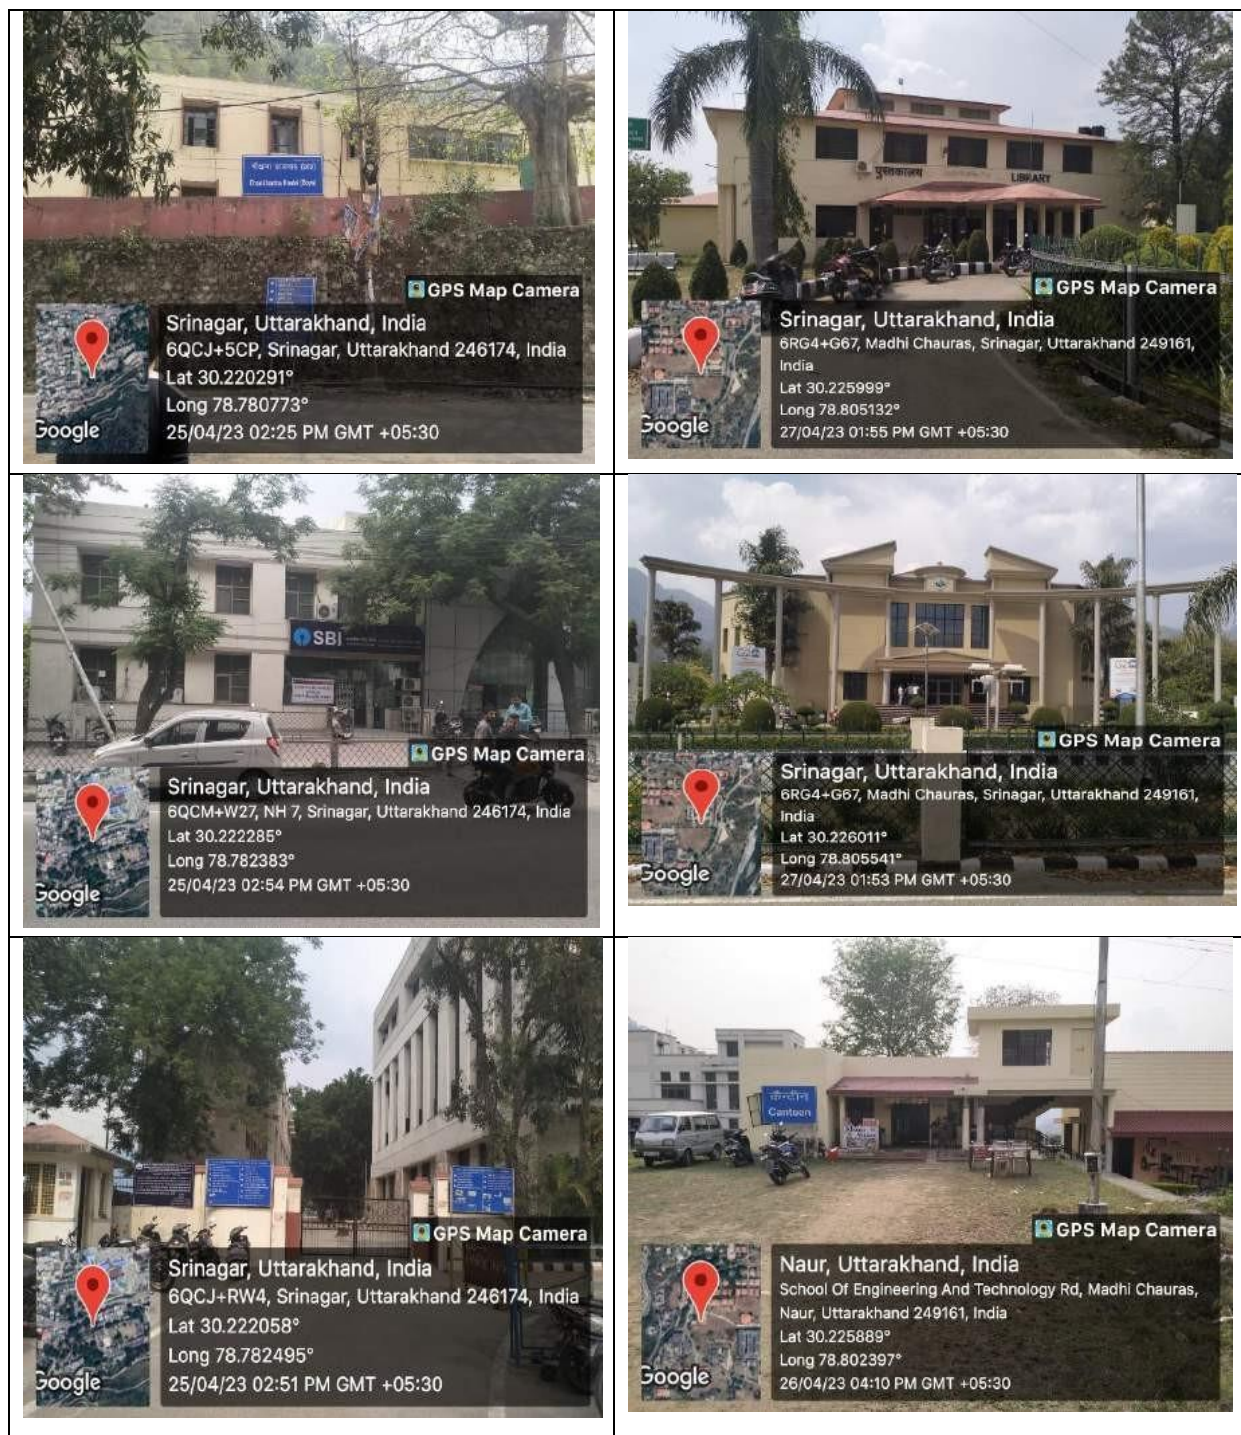 (Boys)
GPS Map Camera
Google
Srinagar, Uttarakhand, India
6QCJ+5CP, Srinagar, Uttarakhand 246174, India
Lat 30.220291°
Long 78.780773°
25/04/23 02:25 PM GMT +05:30
पुस्तकालय
LIBRARY
GPS Map Camera
Google
Srinagar, Uttarakhand, India
6RG4+G67, Madhi Chauras, Srinagar, Uttarakhand 249161,
India
Lat 30.225999°
Long 78.805132°
27/04/23 01:55 PM GMT +05:30
SBI
GPS Map Camera
Google
Srinagar, Uttarakhand, India
6QCM+W27, NH 7, Srinagar, Uttarakhand 246174, India
Lat 30.222285°
Long 78.782383°
25/04/23 02:54 PM GMT +05:30
GPS Map Camera
Google
Srinagar, Uttarakhand, India
6RG4+G67, Madhi Chauras, Srinagar, Uttarakhand 249161,
India
Lat 30.226011°
Long 78.805541°
27/04/23 01:53 PM GMT +05:30
GPS Map Camera
Google
Srinagar, Uttarakhand, India
6QCJ+RW4, Srinagar, Uttarakhand 246174, India
Lat 30.222058°
Long 78.782495°
25/04/23 02:51 PM GMT +05:30
कैन्टीन
Canteen
GPS Map Camera
Google
Naur, Uttarakhand, India
School Of Engineering And Technology Rd, Madhi Chauras,
Naur, Uttarakhand 249161, India
Lat 30.225889°
Long 78.802397°
26/04/23 04:10 PM GMT +05:30